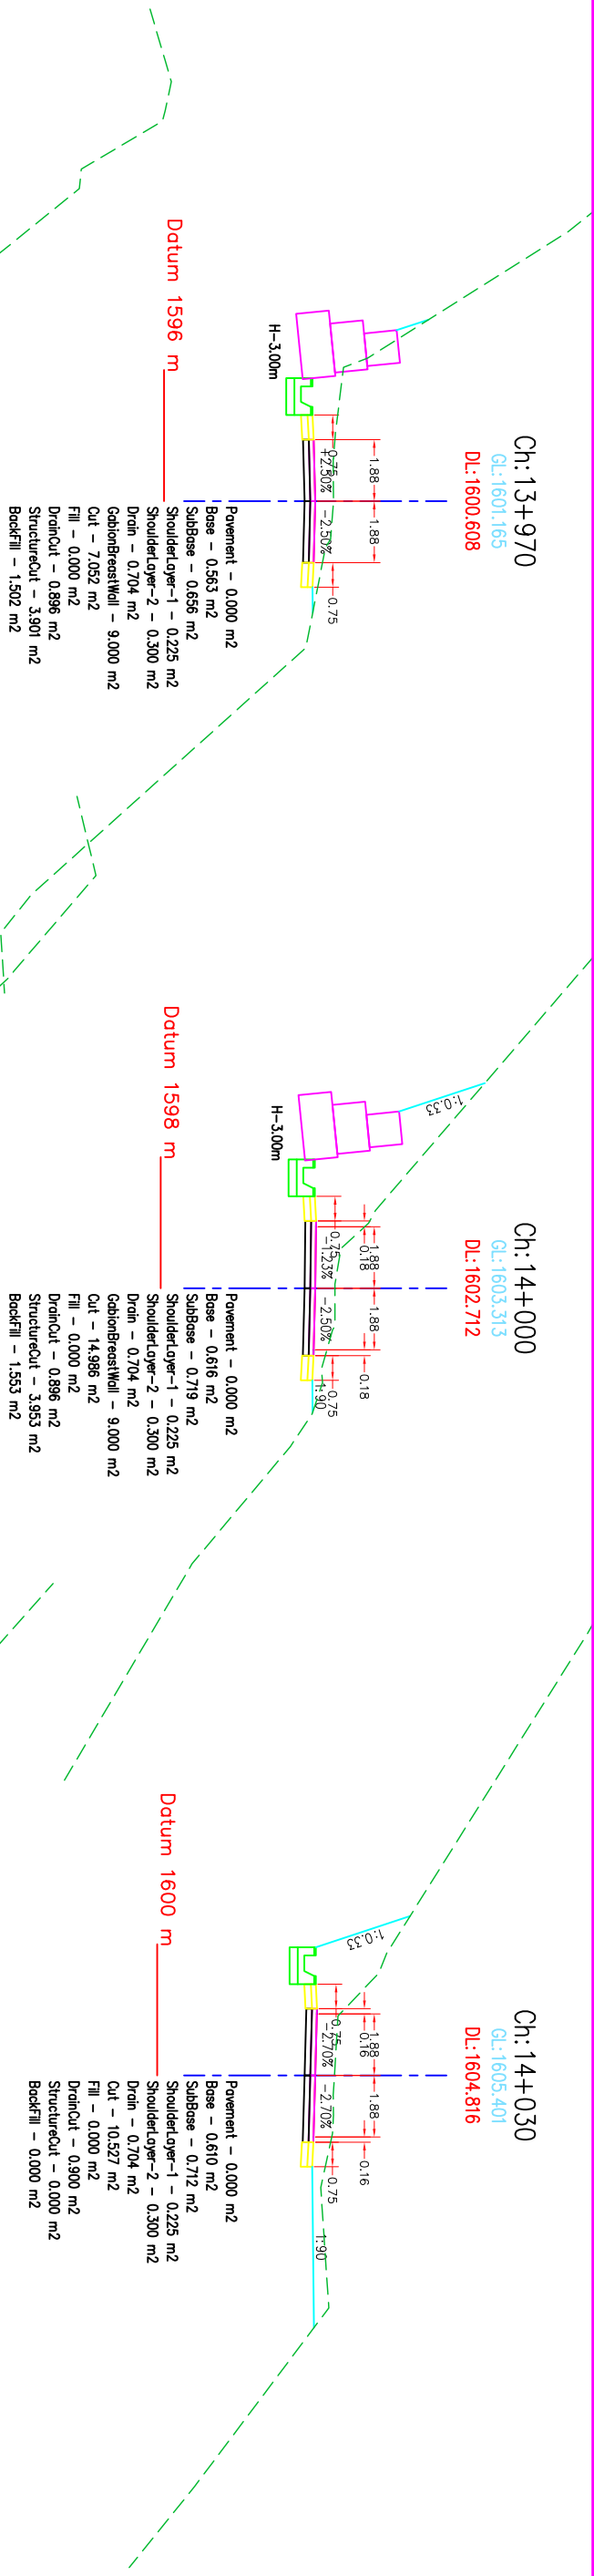 Ch:13+970
GL:1601.165
DL:1600.608
1.88
1.88
0.75
+2.50%
-2.50%
0.75
H-3.00m
Datum 1596 m
Pavement - 0.000 m2
Base - 0.563 m2
SubBase - 0.656 m2
ShoulderLayer-1 - 0.225 m2
ShoulderLayer-2 - 0.300 m2
Drain - 0.704 m2
GabionBreastWall - 9.000 m2
Cut - 7.052 m2
Fill - 0.000 m2
DrainCut - 0.896 m2
StructureCut - 3.901 m2
BackFill - 1.502 m2
Ch:14+000
GL:1603.313
DL:1602.712
1:0.33
1.88
1.88
0.18
0.18
0.75
-1.23%
-2.50%
0.75
1:90
H-3.00m
Datum 1598 m
Pavement - 0.000 m2
Base - 0.616 m2
SubBase - 0.719 m2
ShoulderLayer-1 - 0.225 m2
ShoulderLayer-2 - 0.300 m2
Drain - 0.704 m2
GabionBreastWall - 9.000 m2
Cut - 14.986 m2
Fill - 0.000 m2
DrainCut - 0.896 m2
StructureCut - 3.953 m2
BackFill - 1.553 m2
Ch:14+030
GL:1605.401
DL:1604.816
1:0.33
1.88
1.88
0.16
0.16
0.75
-2.70%
-2.70%
0.75
1:90
Datum 1600 m
Pavement - 0.000 m2
Base - 0.610 m2
SubBase - 0.712 m2
ShoulderLayer-1 - 0.225 m2
ShoulderLayer-2 - 0.300 m2
Drain - 0.704 m2
Cut - 10.527 m2
Fill - 0.000 m2
DrainCut - 0.900 m2
StructureCut - 0.000 m2
BackFill - 0.000 m2